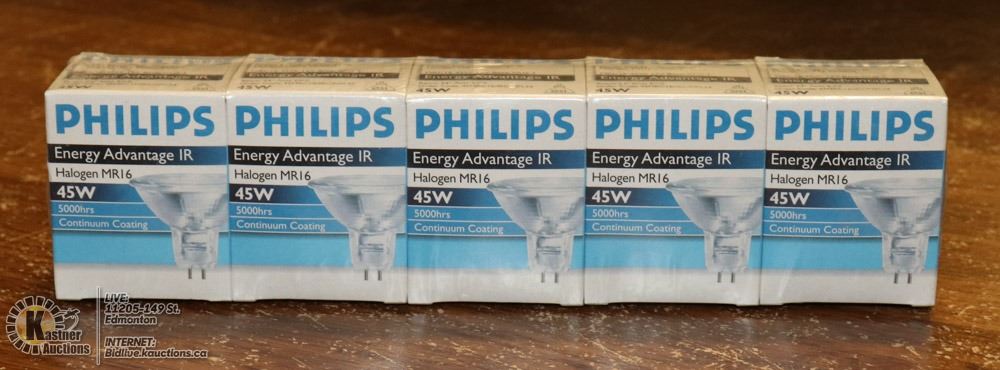 PHILIPS
Energy Advantage IR
Halogen MR16
45W
5000hrs
Continuum Coating
PHILIPS
Energy Advantage IR
Halogen MR16
45W
5000hrs
Continuum Coating
PHILIPS
Energy Advantage IR
Halogen MR16
45W
5000hrs
Continuum Coating
PHILIPS
Energy Advantage IR
Halogen MR16
45W
5000hrs
Continuum Coating
PHILIPS
Energy Advantage IR
Halogen MR16
45W
5000hrs
Continuum Coating
Kastner
Auctions
LIVE:
11205-149 St.
Edmonton
INTERNET:
Bidlive.kauctions.ca